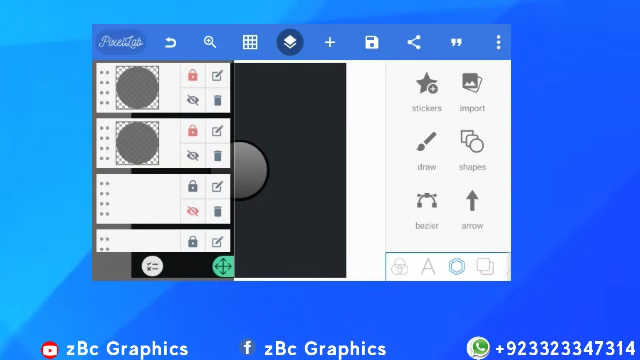 PixelLab
stickers
import
draw
shapes
bezier
arrow
A
zBc Graphics
zBc Graphics
+923323347314